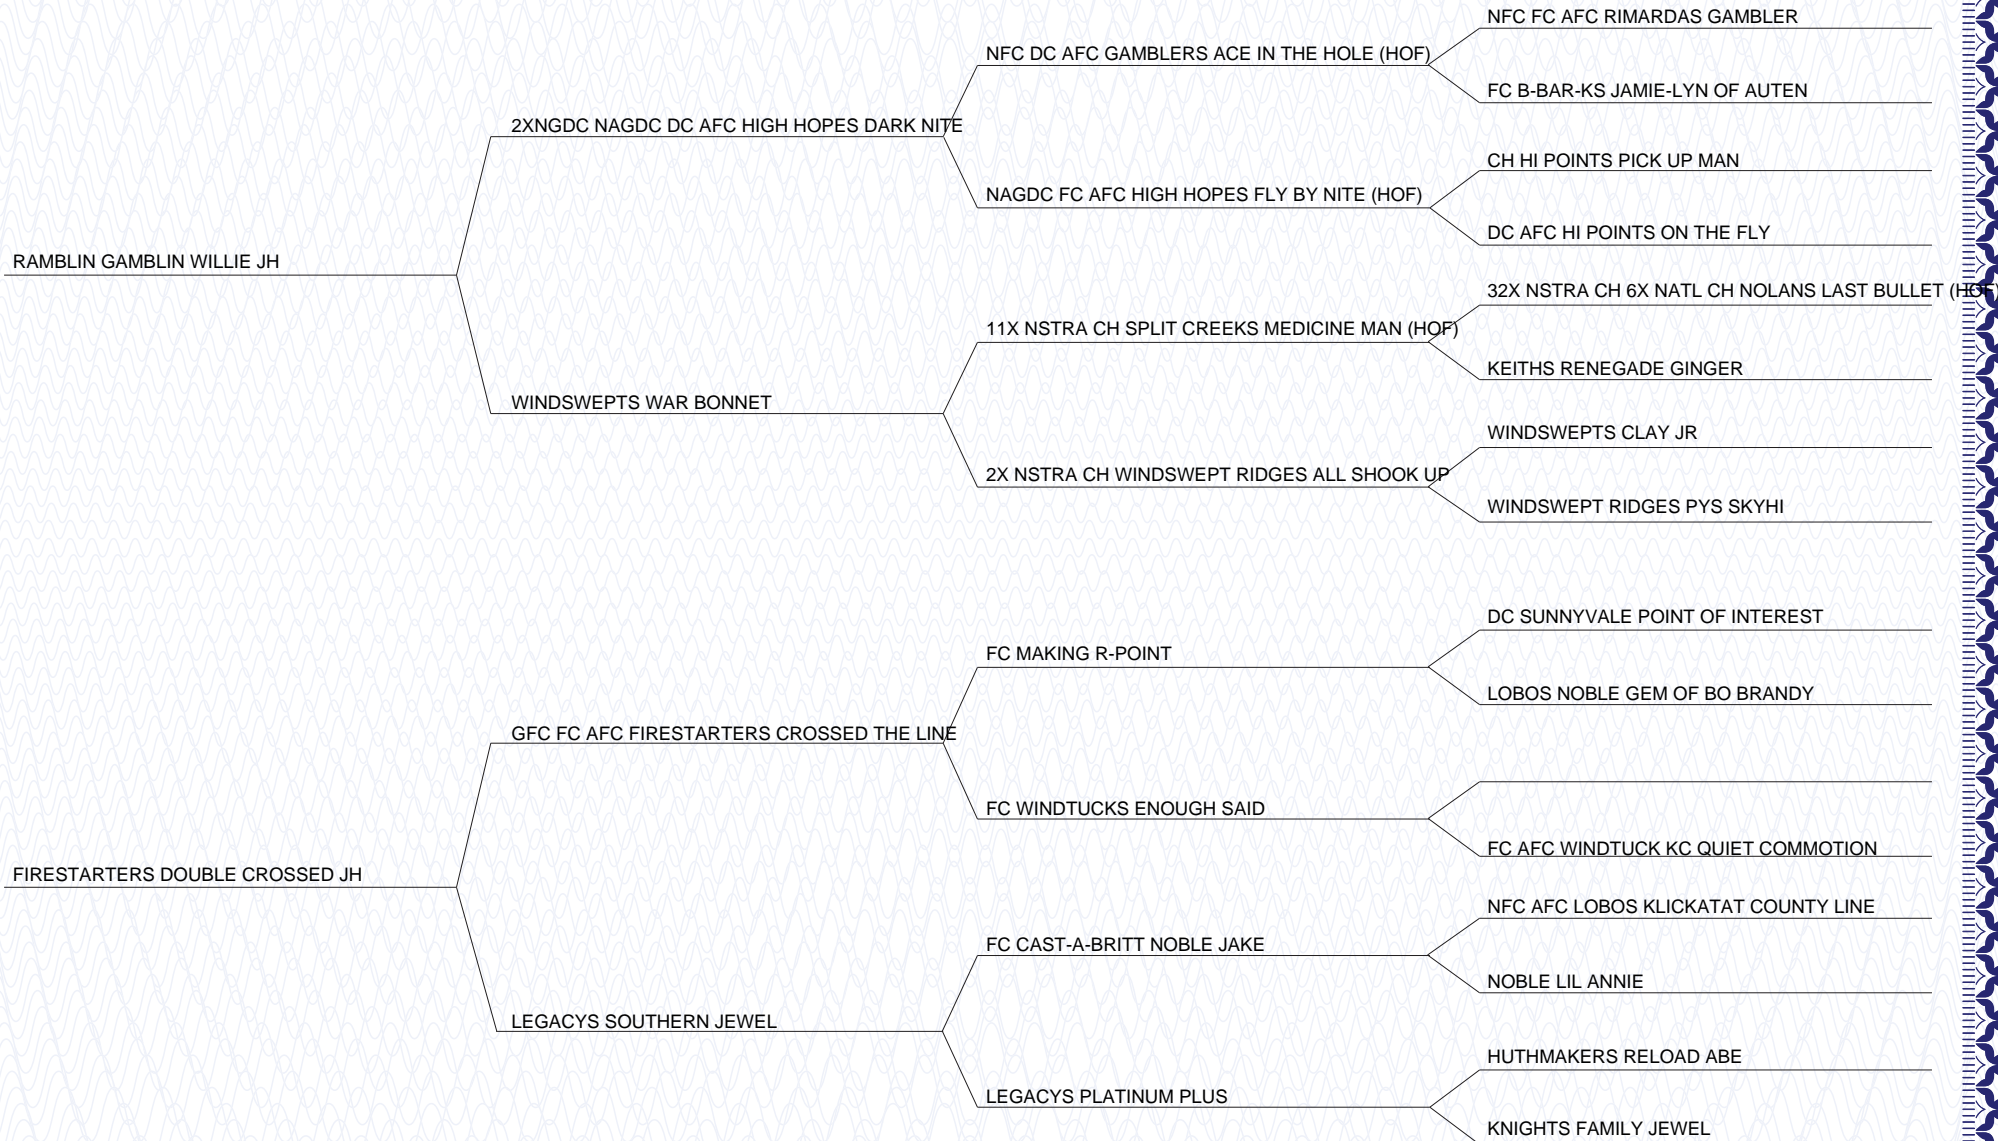 NFC FC AFC RIMARDAS GAMBLER
NFC DC AFC GAMBLERS ACE IN THE HOLE (HOF)
FC B-BAR-KS JAMIE-LYN OF AUTEN
2XNGDC NAGDC DC AFC HIGH HOPES DARK NITE
CH HI POINTS PICK UP MAN
NAGDC FC AFC HIGH HOPES FLY BY NITE (HOF)
DC AFC HI POINTS ON THE FLY
RAMBLIN GAMBLIN WILLIE JH
32X NSTRA CH 6X NATL CH NOLANS LAST BULLET (HOF)
11X NSTRA CH SPLIT CREEKS MEDICINE MAN (HOF)
KEITHS RENEGADE GINGER
WINDSWEPTS WAR BONNET
WINDSWEPTS CLAY JR
2X NSTRA CH WINDSWEPT RIDGES ALL SHOOK UP
WINDSWEPT RIDGES PYS SKYHI
DC SUNNYVALE POINT OF INTEREST
FC MAKING R-POINT
LOBOS NOBLE GEM OF BO BRANDY
GFC FC AFC FIRESTARTERS CROSSED THE LINE
FC WINDTUCKS ENOUGH SAID
FC AFC WINDTUCK KC QUIET COMMOTION
FIRESTARTERS DOUBLE CROSSED JH
NFC AFC LOBOS KLICKATAT COUNTY LINE
FC CAST-A-BRITT NOBLE JAKE
NOBLE LIL ANNIE
LEGACYS SOUTHERN JEWEL
HUTHMAKERS RELOAD ABE
LEGACYS PLATINUM PLUS
KNIGHTS FAMILY JEWEL